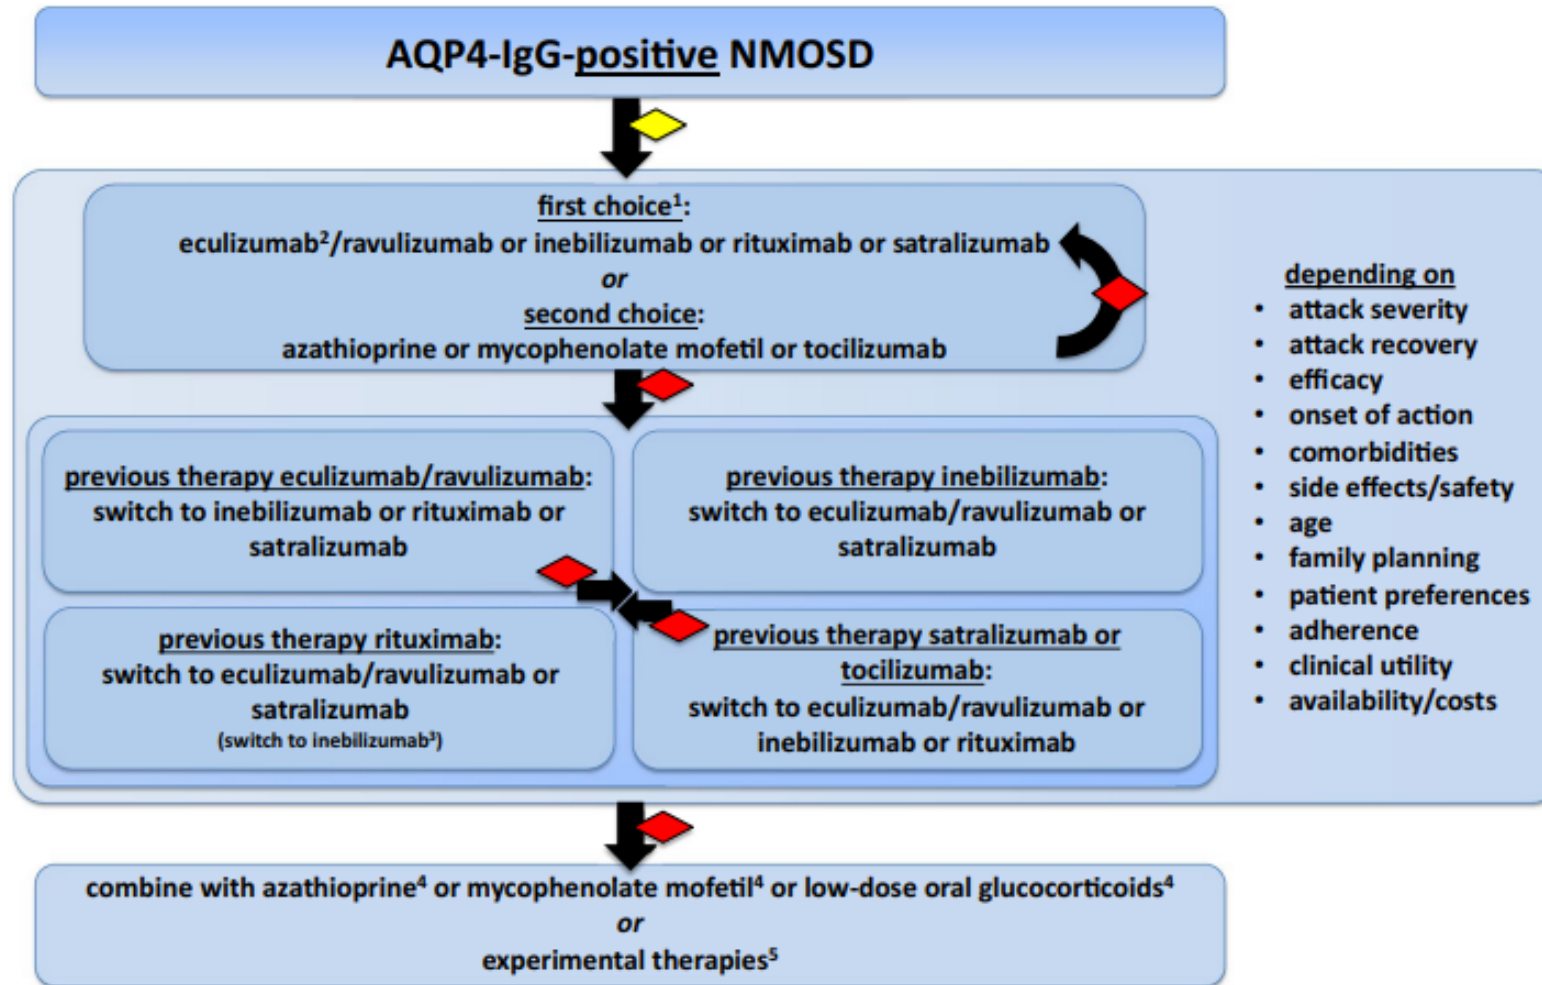 AQP4-IgG-positive NMOSD
first choice¹:
eculizumab²/ravulizumab or inebilizumab or rituximab or satralizumab
or
second choice:
azathioprine or mycophenolate mofetil or tocilizumab
previous therapy eculizumab/ravulizumab:
switch to inebilizumab or rituximab or
satralizumab
previous therapy inebilizumab:
switch to eculizumab/ravulizumab or
satralizumab
previous therapy rituximab:
switch to eculizumab/ravulizumab or
satralizumab
(switch to inebilizumab³)
previous therapy satralizumab or
tocilizumab:
switch to eculizumab/ravulizumab or
inebilizumab or rituximab
depending on
• attack severity
• attack recovery
• efficacy
• onset of action
• comorbidities
• side effects/safety
• age
• family planning
• patient preferences
• adherence
• clinical utility
• availability/costs
combine with azathioprine⁴ or mycophenolate mofetil⁴ or low-dose oral glucocorticoids⁴
or
experimental therapies⁵